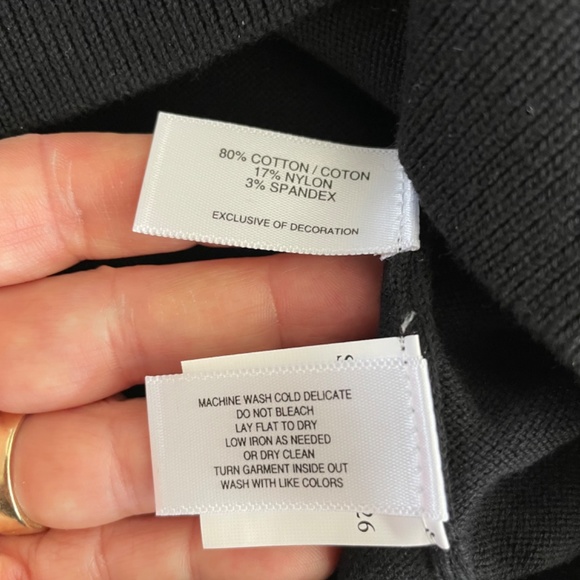 80% COTTON / COTON
17% NYLON
3% SPANDEX
EXCLUSIVE OF DECORATION
MACHINE WASH COLD DELICATE
DO NOT BLEACH
LAY FLAT TO DRY
LOW IRON AS NEEDED
OR DRY CLEAN
TURN GARMENT INSIDE OUT
WASH WITH LIKE COLORS